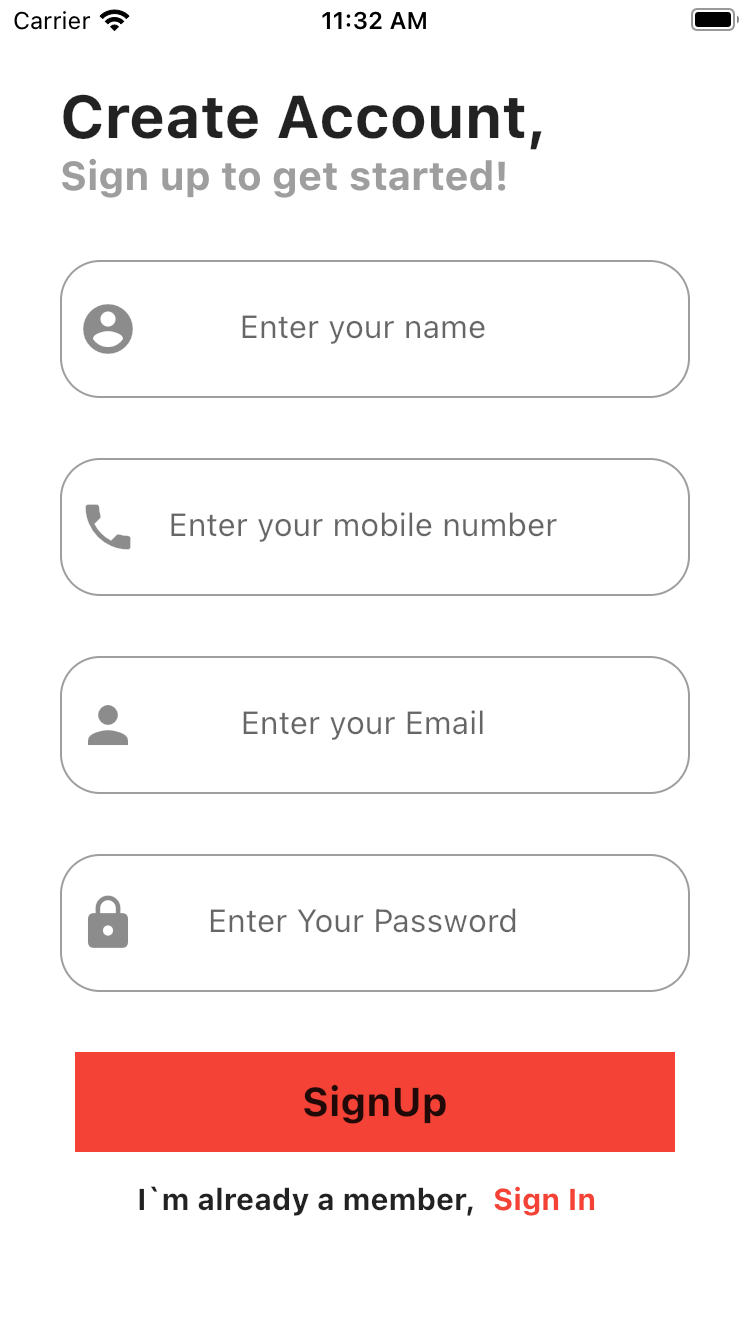 Carrier 11:32 AM
Create Account,
Sign up to get started!
Enter your name
Enter your mobile number
Enter your Email
Enter Your Password
SignUp
I`m already a member, Sign In